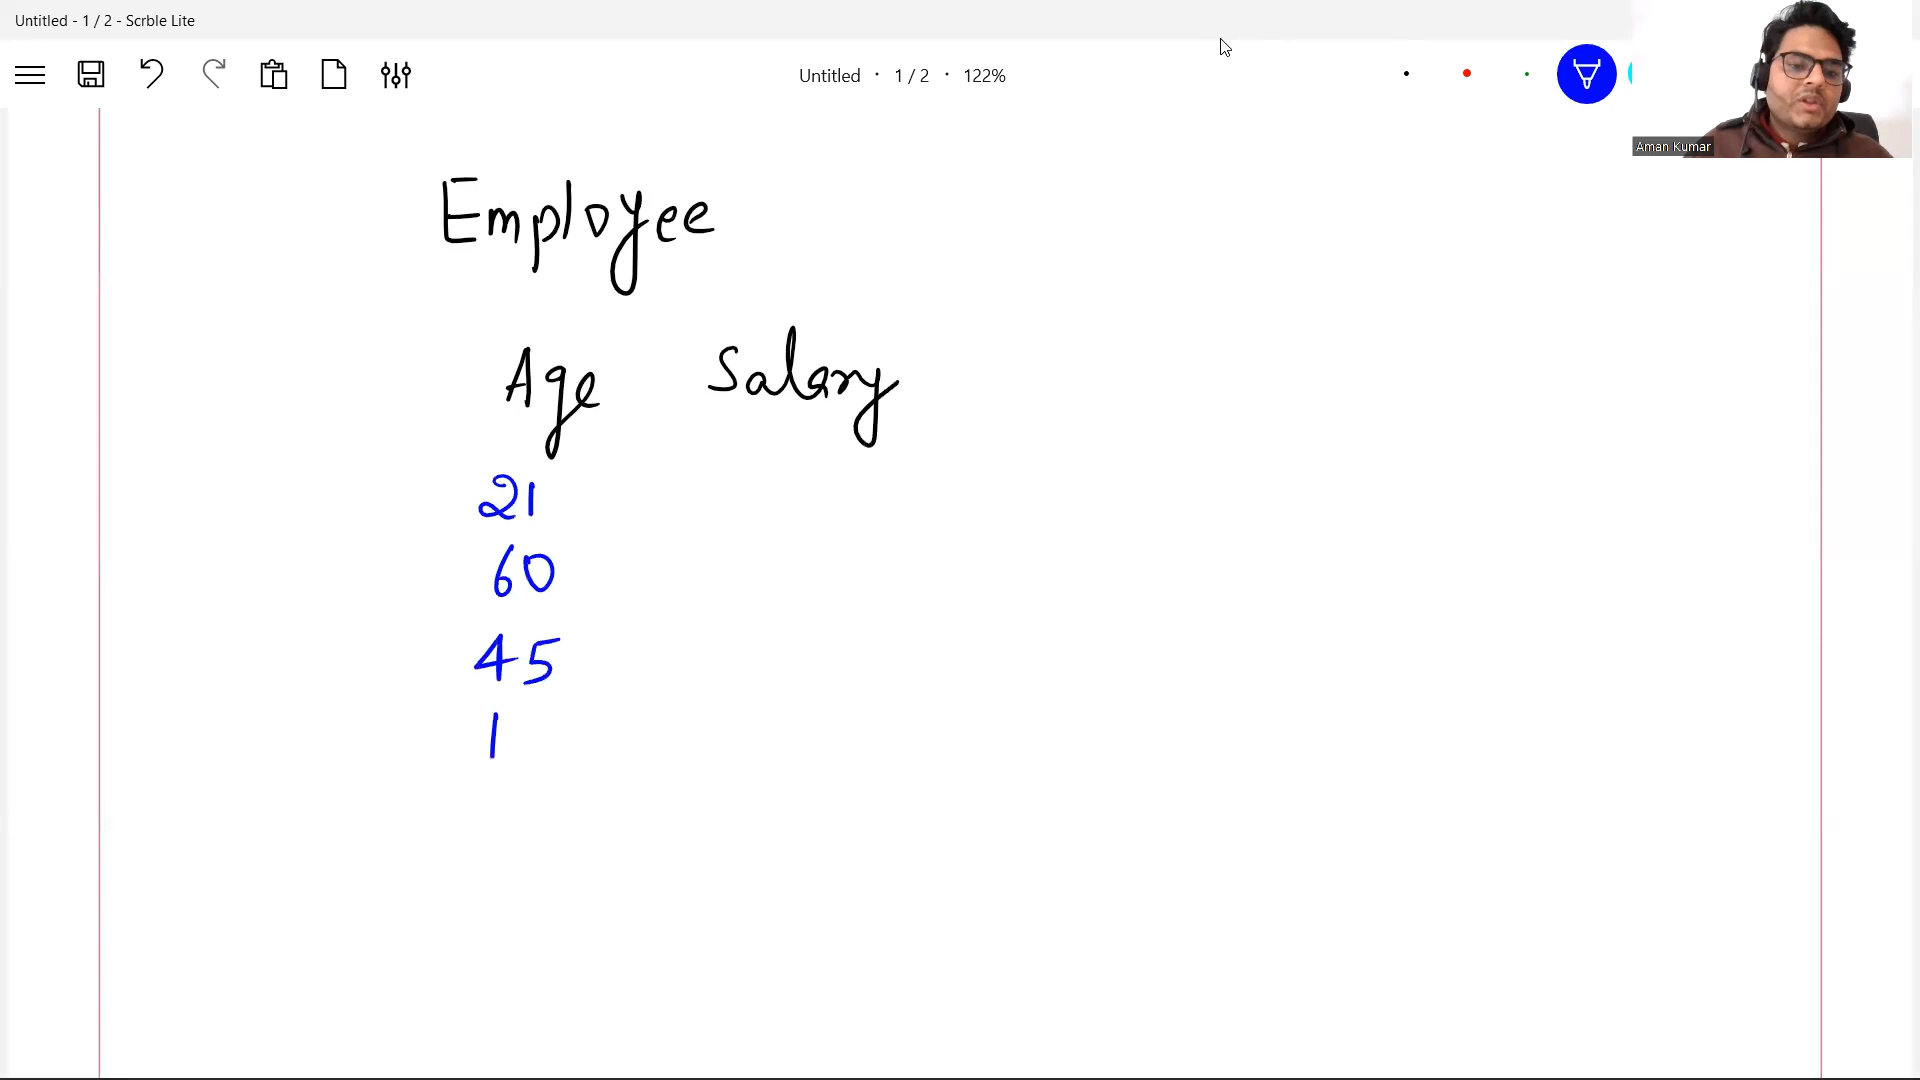 Untitled - 1 / 2 - Scrble Lite
Untitled · 1 / 2 · 122%
Aman Kumar
Employee
Age Salary
21
60
45
1